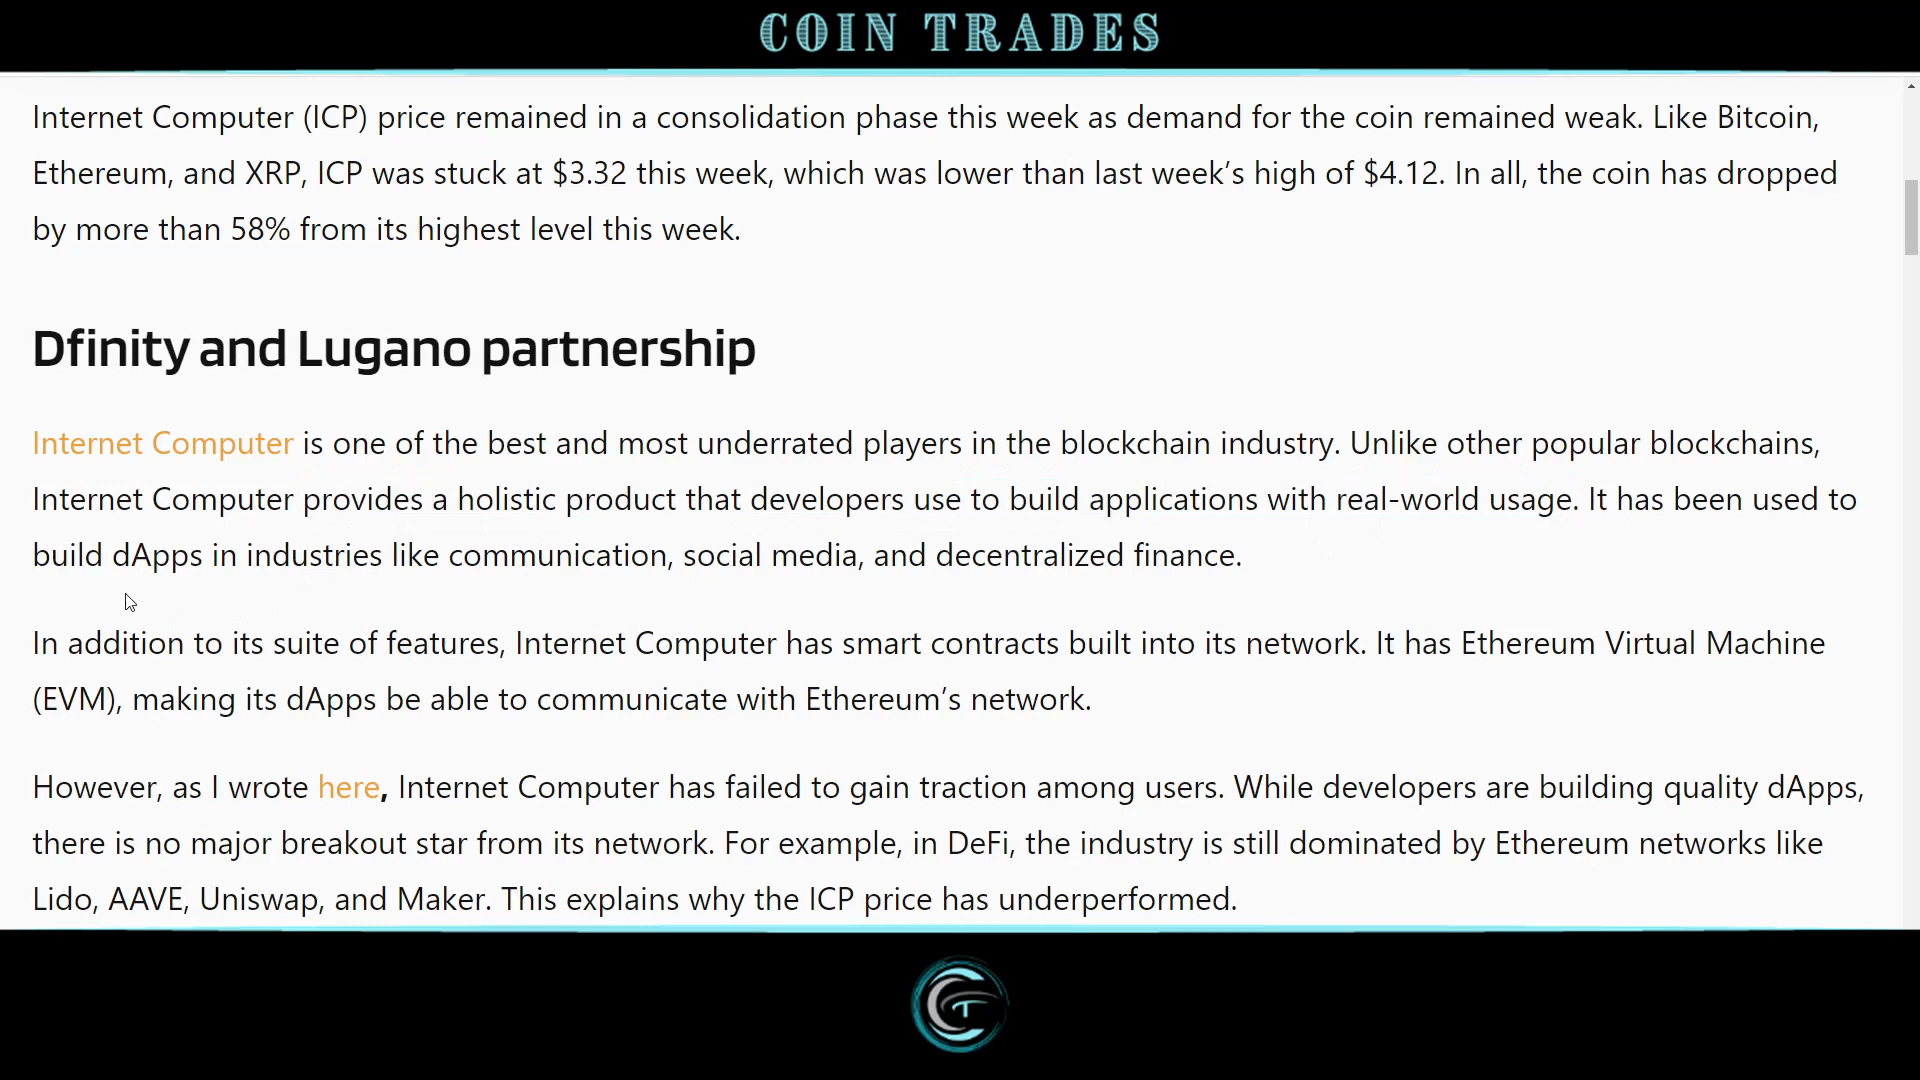 COIN TRADES
Internet Computer (ICP) price remained in a consolidation phase this week as demand for the coin remained weak. Like Bitcoin,
Ethereum, and XRP, ICP was stuck at $3.32 this week, which was lower than last week’s high of $4.12. In all, the coin has dropped
by more than 58% from its highest level this week.
Dfinity and Lugano partnership
Internet Computer is one of the best and most underrated players in the blockchain industry. Unlike other popular blockchains,
Internet Computer provides a holistic product that developers use to build applications with real-world usage. It has been used to
build dApps in industries like communication, social media, and decentralized finance.
In addition to its suite of features, Internet Computer has smart contracts built into its network. It has Ethereum Virtual Machine
(EVM), making its dApps be able to communicate with Ethereum’s network.
However, as I wrote here, Internet Computer has failed to gain traction among users. While developers are building quality dApps,
there is no major breakout star from its network. For example, in DeFi, the industry is still dominated by Ethereum networks like
Lido, AAVE, Uniswap, and Maker. This explains why the ICP price has underperformed.
CT